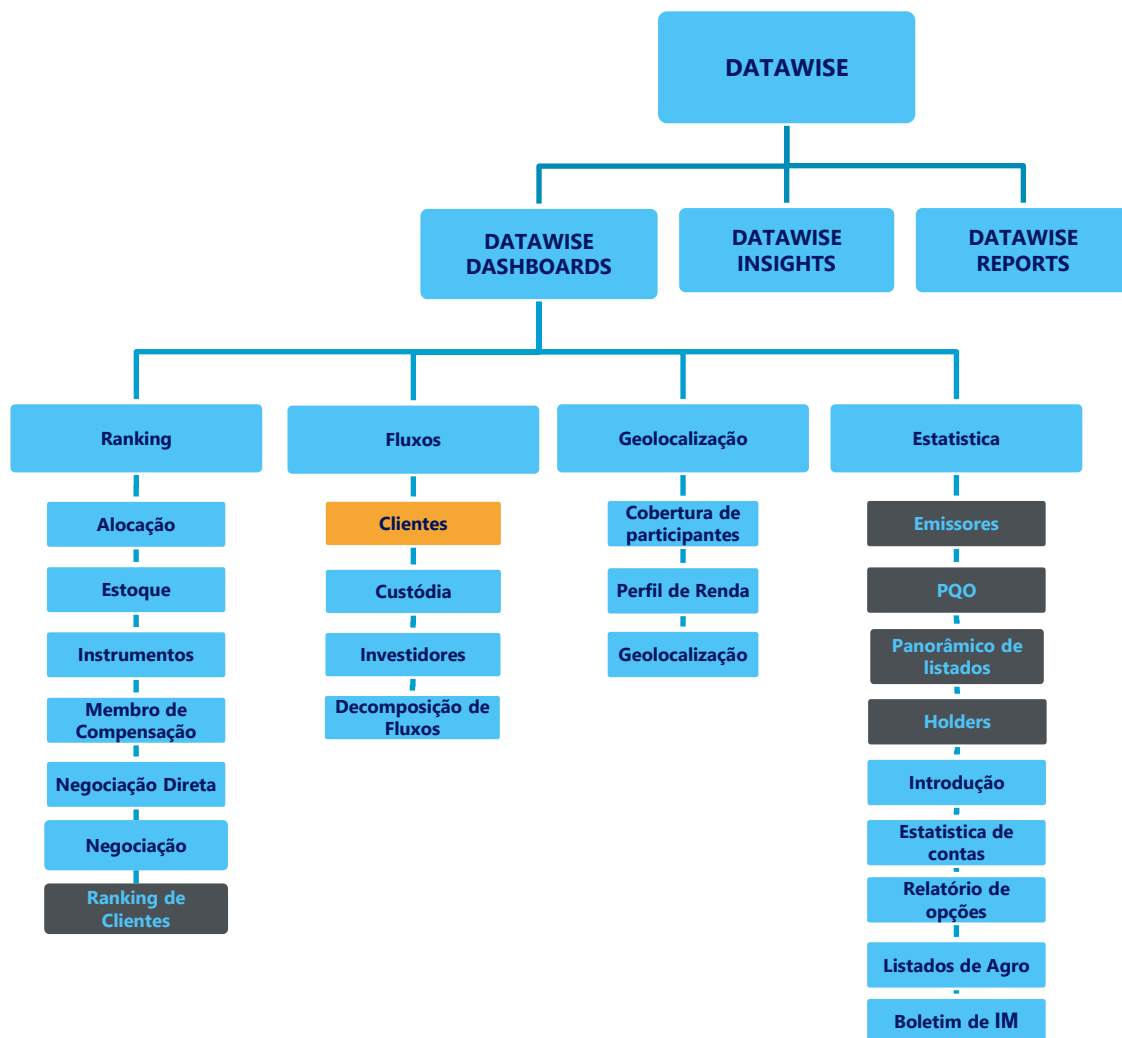 DATAWISE
DATAWISE
DASHBOARDS
DATAWISE
INSIGHTS
DATAWISE
REPORTS
Ranking
Fluxos
Geolocalização
Estatistica
Alocação
Estoque
Instrumentos
Membro de
Compensação
Negociação Direta
Negociação
Ranking de
Clientes
Clientes
Custódia
Investidores
Decomposição de
Fluxos
Cobertura de
participantes
Perfil de Renda
Geolocalização
Emissores
PQO
Panorâmico de
listados
Holders
Introdução
Estatistica de
contas
Relatório de
opções
Listados de Agro
Boletim de IM